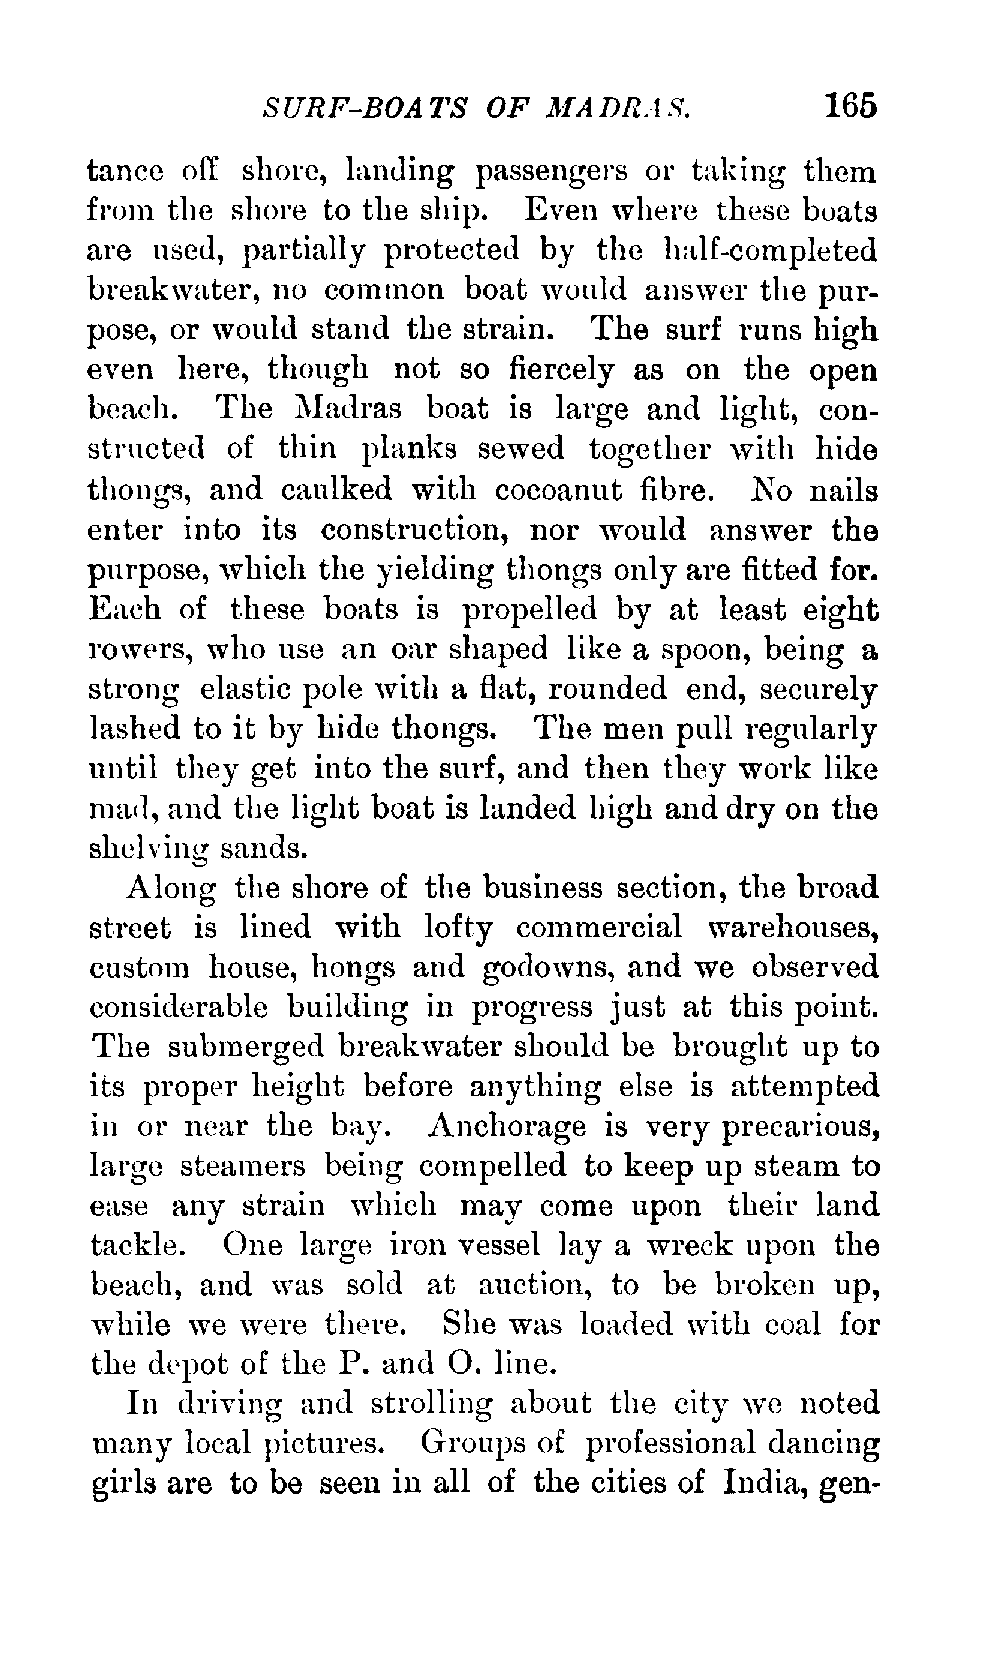 SURF-BOATS OF MADRAS. 165
tance off shore, landing passengers or taking them
from the shore to the ship. Even where these boats
are used, partially protected by the half-completed
breakwater, no common boat would answer the pur-
pose, or would stand the strain. The surf runs high
even here, though not so fiercely as on the open
beach. The Madras boat is large and light, con-
structed of thin planks sewed together with hide
thongs, and caulked with cocoanut fibre. No nails
enter into its construction, nor would answer the
purpose, which the yielding thongs only are fitted for.
Each of these boats is propelled by at least eight
rowers, who use an oar shaped like a spoon, being a
strong elastic pole with a flat, rounded end, securely
lashed to it by hide thongs. The men pull regularly
until they get into the surf, and then they work like
mad, and the light boat is landed high and dry on the
shelving sands.
Along the shore of the business section, the broad
street is lined with lofty commercial warehouses,
custom house, hongs and godowns, and we observed
considerable building in progress just at this point.
The submerged breakwater should be brought up to
its proper height before anything else is attempted
in or near the bay. Anchorage is very precarious,
large steamers being compelled to keep up steam to
ease any strain which may come upon their land
tackle. One large iron vessel lay a wreck upon the
beach, and was sold at auction, to be broken up,
while we were there. She was loaded with coal for
the depot of the P. and O. line.
In driving and strolling about the city we noted
many local pictures. Groups of professional dancing
girls are to be seen in all of the cities of India, gen-